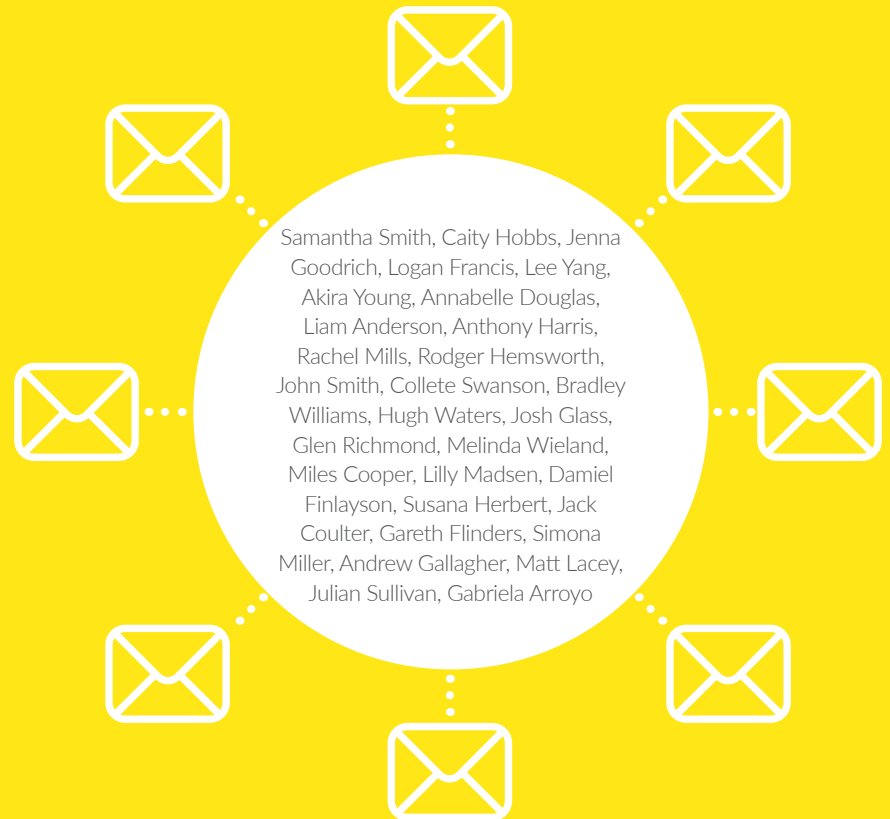 Samantha Smith, Caity Hobbs, Jenna
Goodrich, Logan Francis, Lee Yang,
Akira Young, Annabelle Douglas,
Liam Anderson, Anthony Harris,
Rachel Mills, Rodger Hemsworth,
John Smith, Collete Swanson, Bradley
Williams, Hugh Waters, Josh Glass,
Glen Richmond, Melinda Wieland,
Miles Cooper, Lilly Madsen, Damiel
Finlayson, Susana Herbert, Jack
Coulter, Gareth Flinders, Simona
Miller, Andrew Gallagher, Matt Lacey,
Julian Sullivan, Gabriela Arroyo